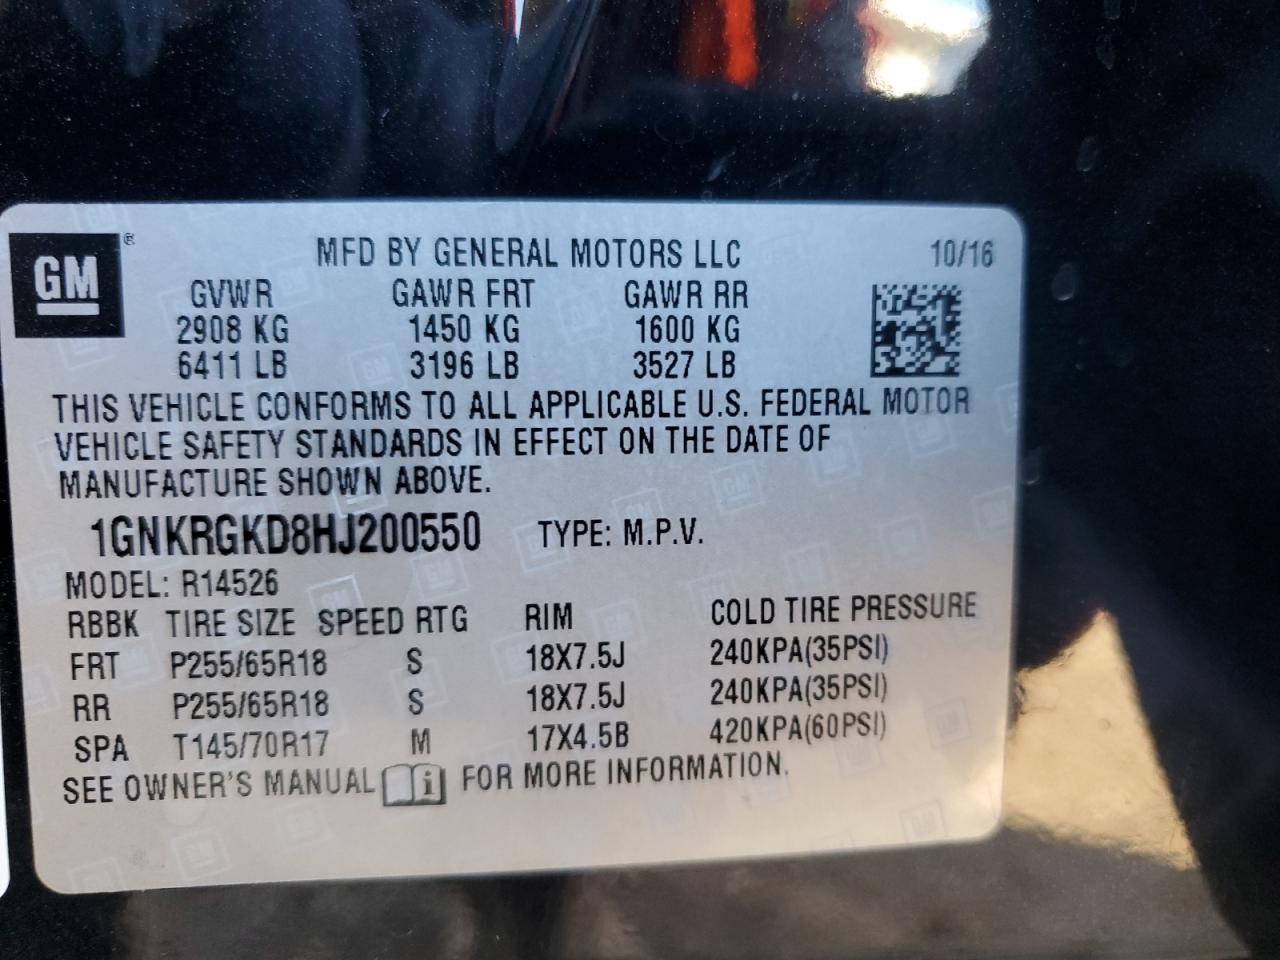 GM ®
MFD BY GENERAL MOTORS LLC 10/16
GVWR GAWR FRT GAWR RR
2908 KG 1450 KG 1600 KG
6411 LB 3196 LB 3527 LB
THIS VEHICLE CONFORMS TO ALL APPLICABLE U.S. FEDERAL MOTOR
VEHICLE SAFETY STANDARDS IN EFFECT ON THE DATE OF
MANUFACTURE SHOWN ABOVE.
1GNKRGKD8HJ200550 TYPE: M.P.V.
MODEL: R14526
RBBK TIRE SIZE SPEED RTG RIM COLD TIRE PRESSURE
FRT P255/65R18 S 18X7.5J 240KPA(35PSI)
RR P255/65R18 S 18X7.5J 240KPA(35PSI)
SPA T145/70R17 M 17X4.5B 420KPA(60PSI)
SEE OWNER'S MANUAL i FOR MORE INFORMATION.